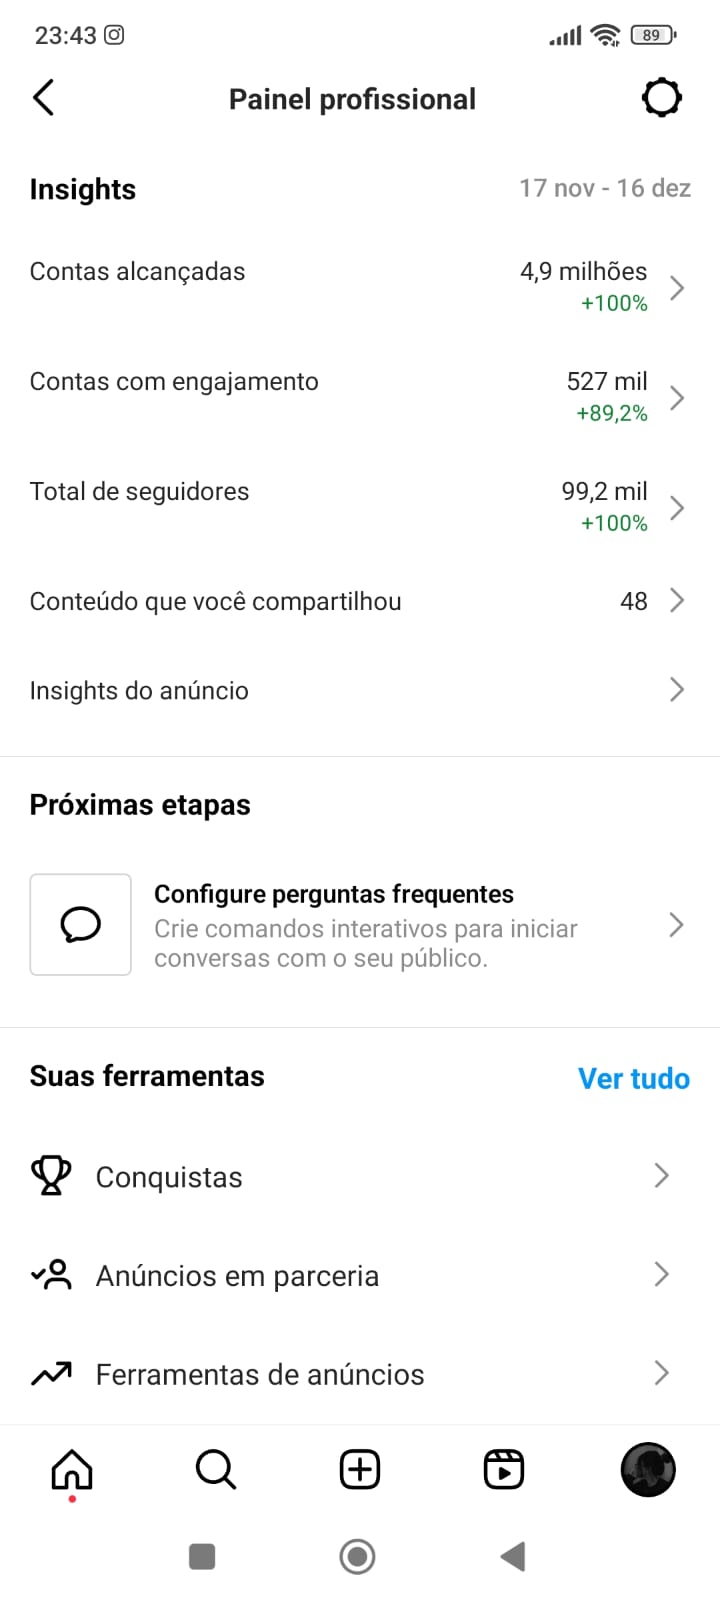 23:43
89
Painel profissional
Insights
17 nov - 16 dez
Contas alcançadas
4,9 milhões
+100%
Contas com engajamento
527 mil
+89,2%
Total de seguidores
99,2 mil
+100%
Conteúdo que você compartilhou
48
Insights do anúncio
Próximas etapas
Configure perguntas frequentes
Crie comandos interativos para iniciar
conversas com o seu público.
Suas ferramentas
Ver tudo
Conquistas
Anúncios em parceria
Ferramentas de anúncios